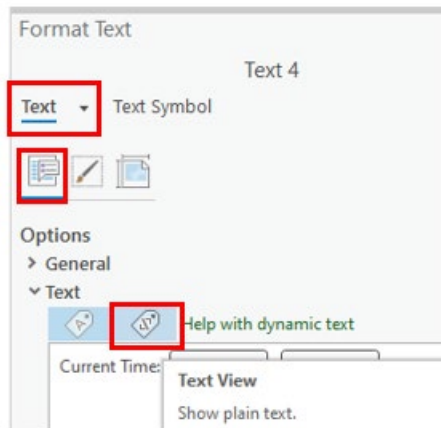 Format Text
Text 4
Text Text Symbol
Options
General
Text
Help with dynamic text
Current Time:
Text View
Show plain text.